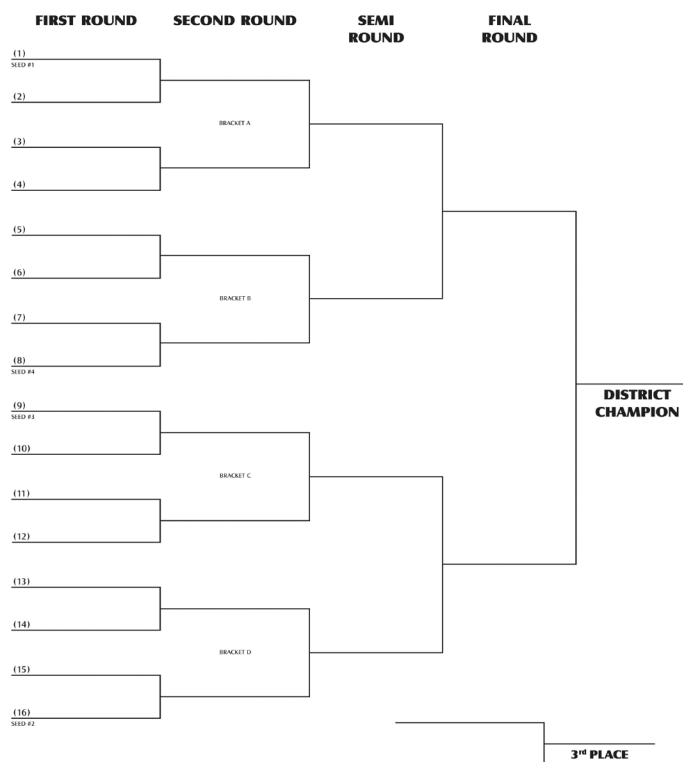 FIRST ROUND SECOND ROUND SEMI ROUND FINAL ROUND
(1)
SEED #1
(2)
BRACKET A
(3)
(4)
(5)
(6)
BRACKET B
(7)
(8)
SEED #4
DISTRICT
CHAMPION
(9)
SEED #3
(10)
BRACKET C
(11)
(12)
(13)
(14)
BRACKET D
(15)
(16)
SEED #2
3rd PLACE